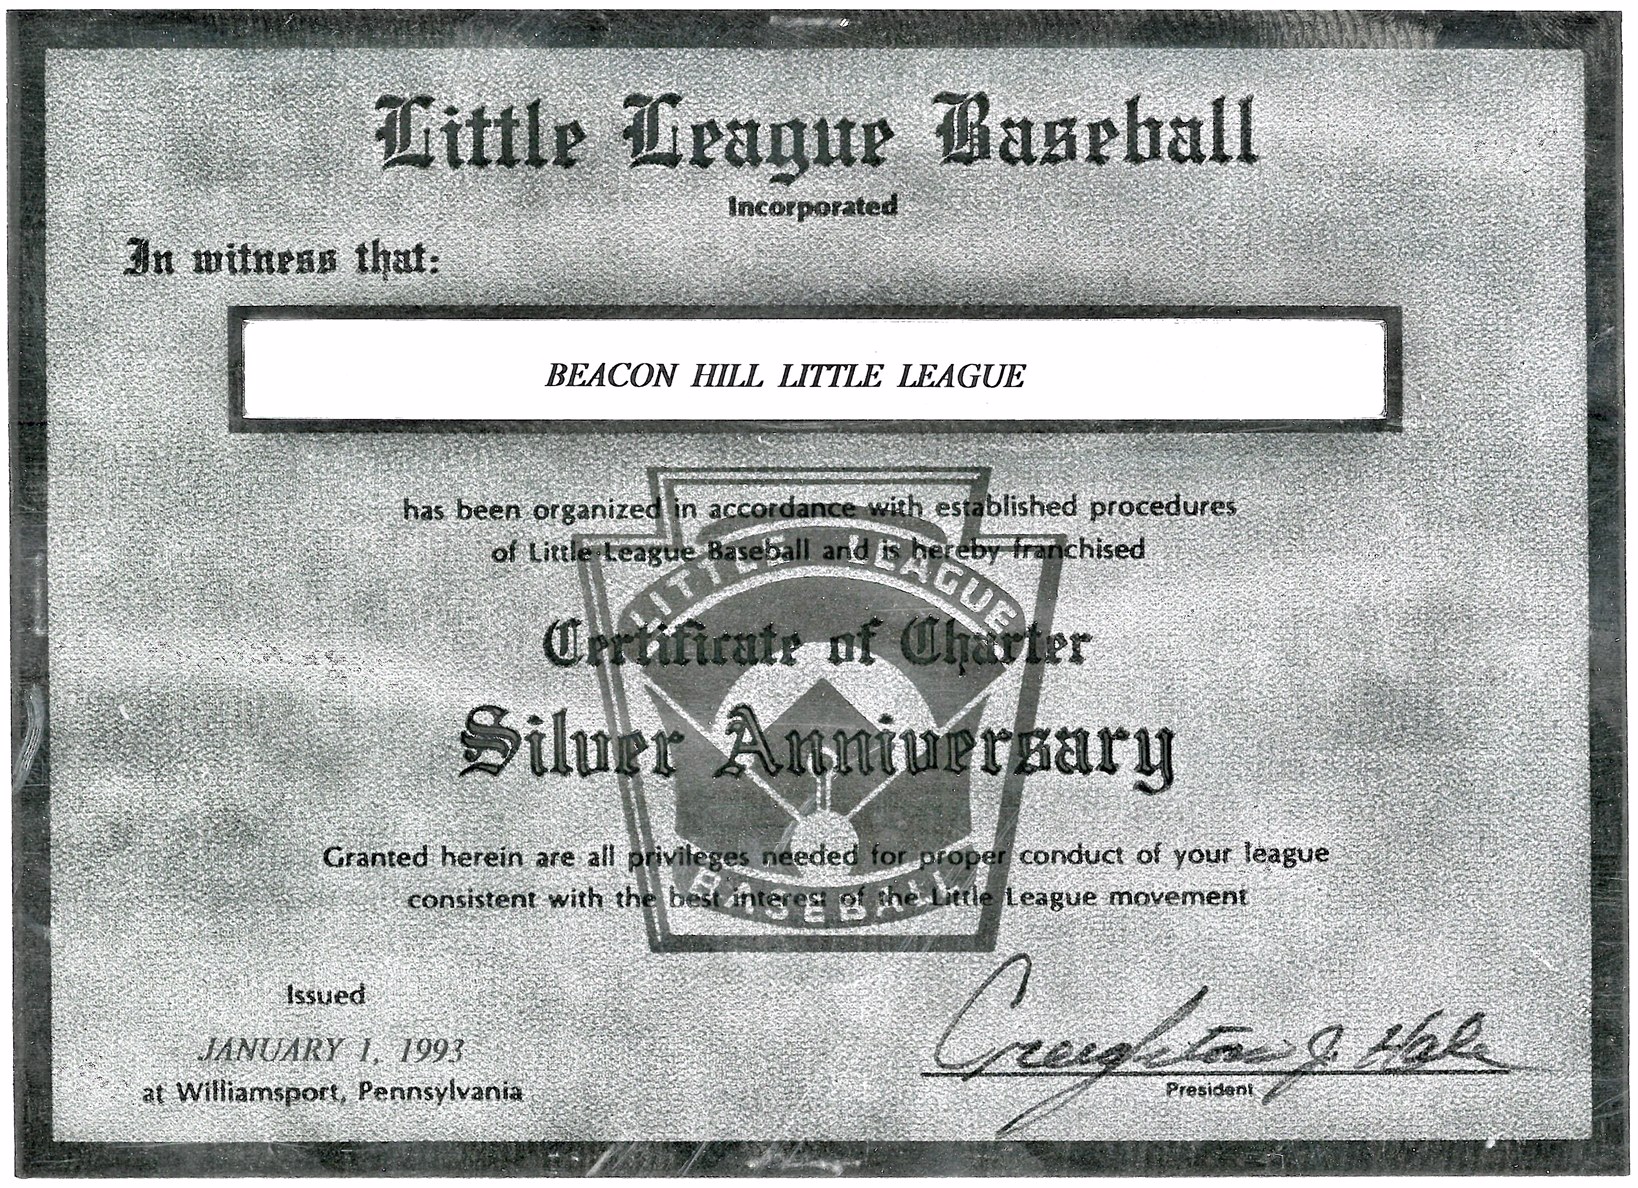 Little League Baseball
Incorporated
In witness that:
BEACON HILL LITTLE LEAGUE
has been organized in accordance with established procedures
of Little League Baseball and is hereby franchised
LITTLE LEAGUE
Certificate of Charter
Silver Anniversary
Granted herein are all privileges needed for proper conduct of your league
consistent with the best interest of the Little League movement
BASEBALL
Issued
JANUARY 1, 1993
at Williamsport, Pennsylvania
Creighton J. Hale
President